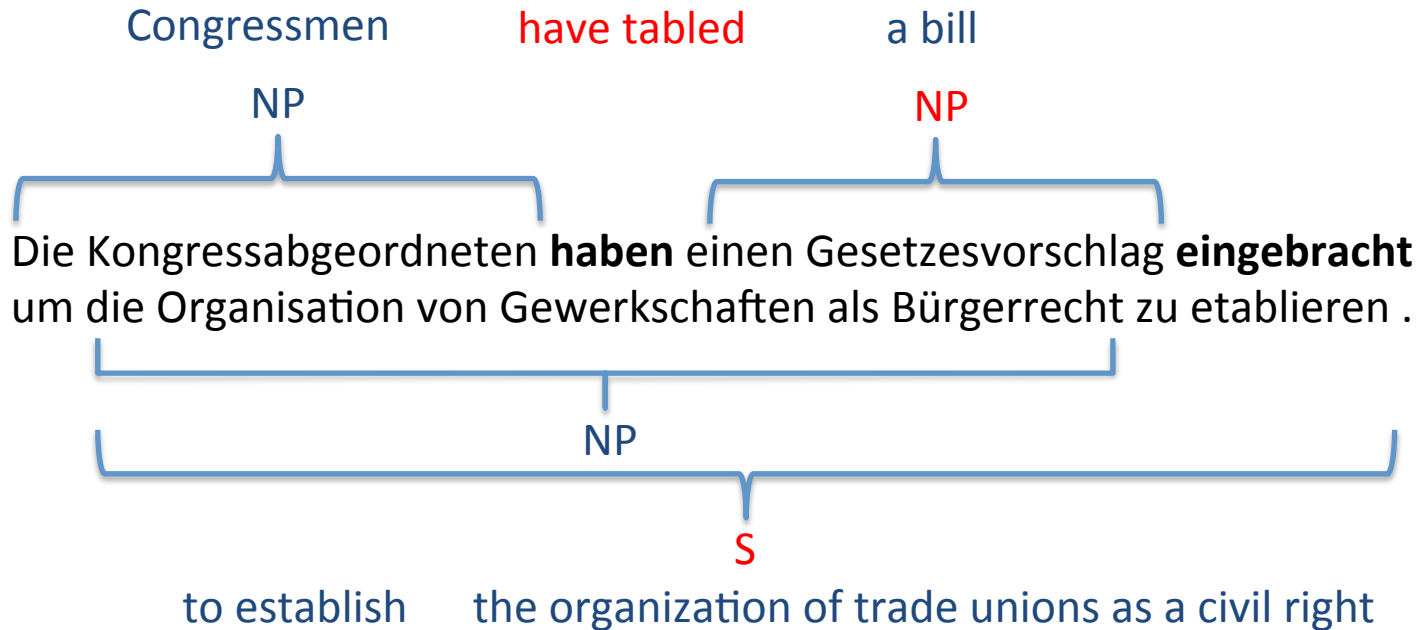 Congressmen have tabled a bill
NP NP
Die Kongressabgeordneten haben einen Gesetzesvorschlag eingebracht
um die Organisation von Gewerkschaften als Bürgerrecht zu etablieren .
NP
S
to establish the organization of trade unions as a civil right